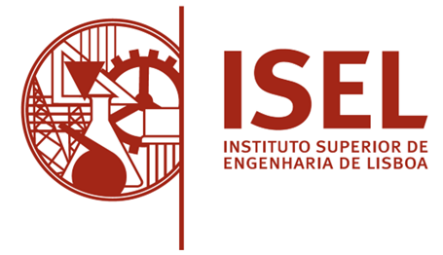 ISEL
INSTITUTO SUPERIOR DE
ENGENHARIA DE LISBOA